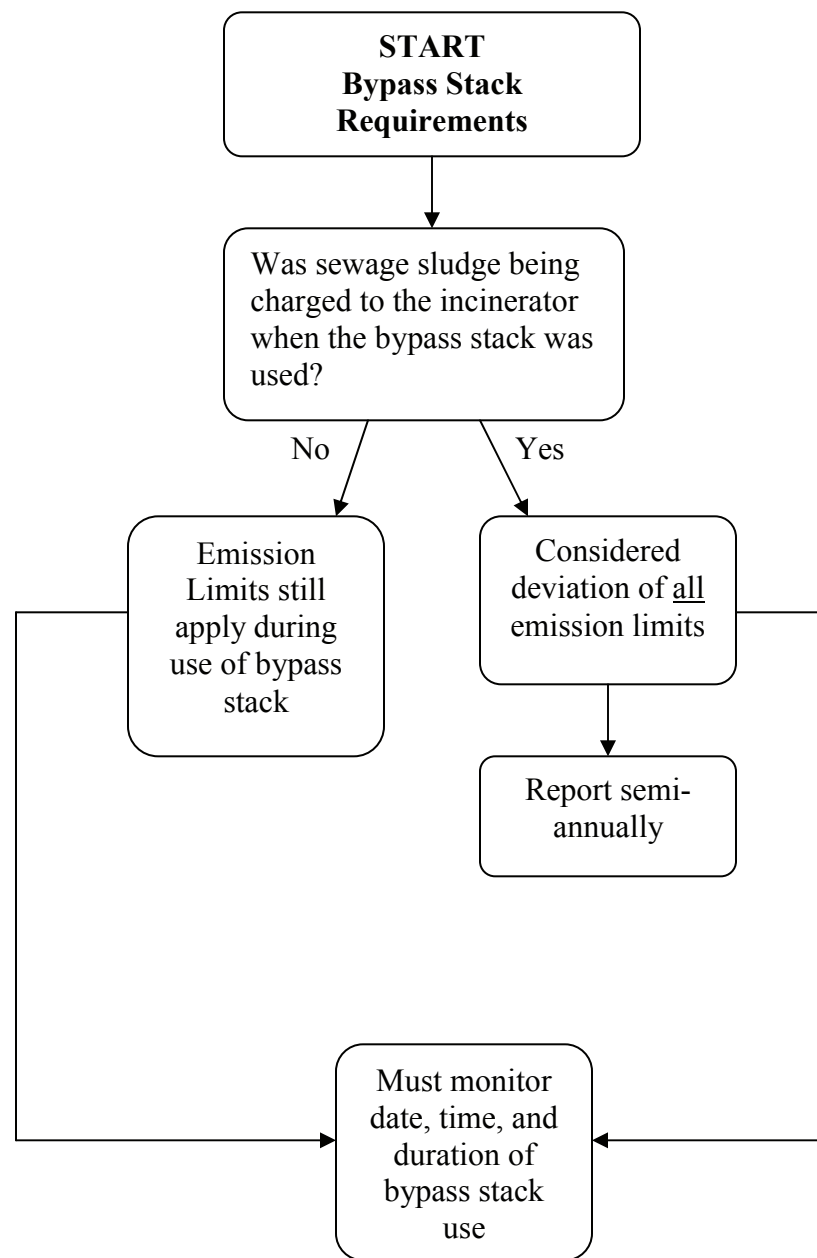 START
Bypass Stack
Requirements
Was sewage sludge being
charged to the incinerator
when the bypass stack was
used?
No
Yes
Emission
Limits still
apply during
use of bypass
stack
Considered
deviation of all
emission limits
Report semi-
annually
Must monitor
date, time, and
duration of
bypass stack
use